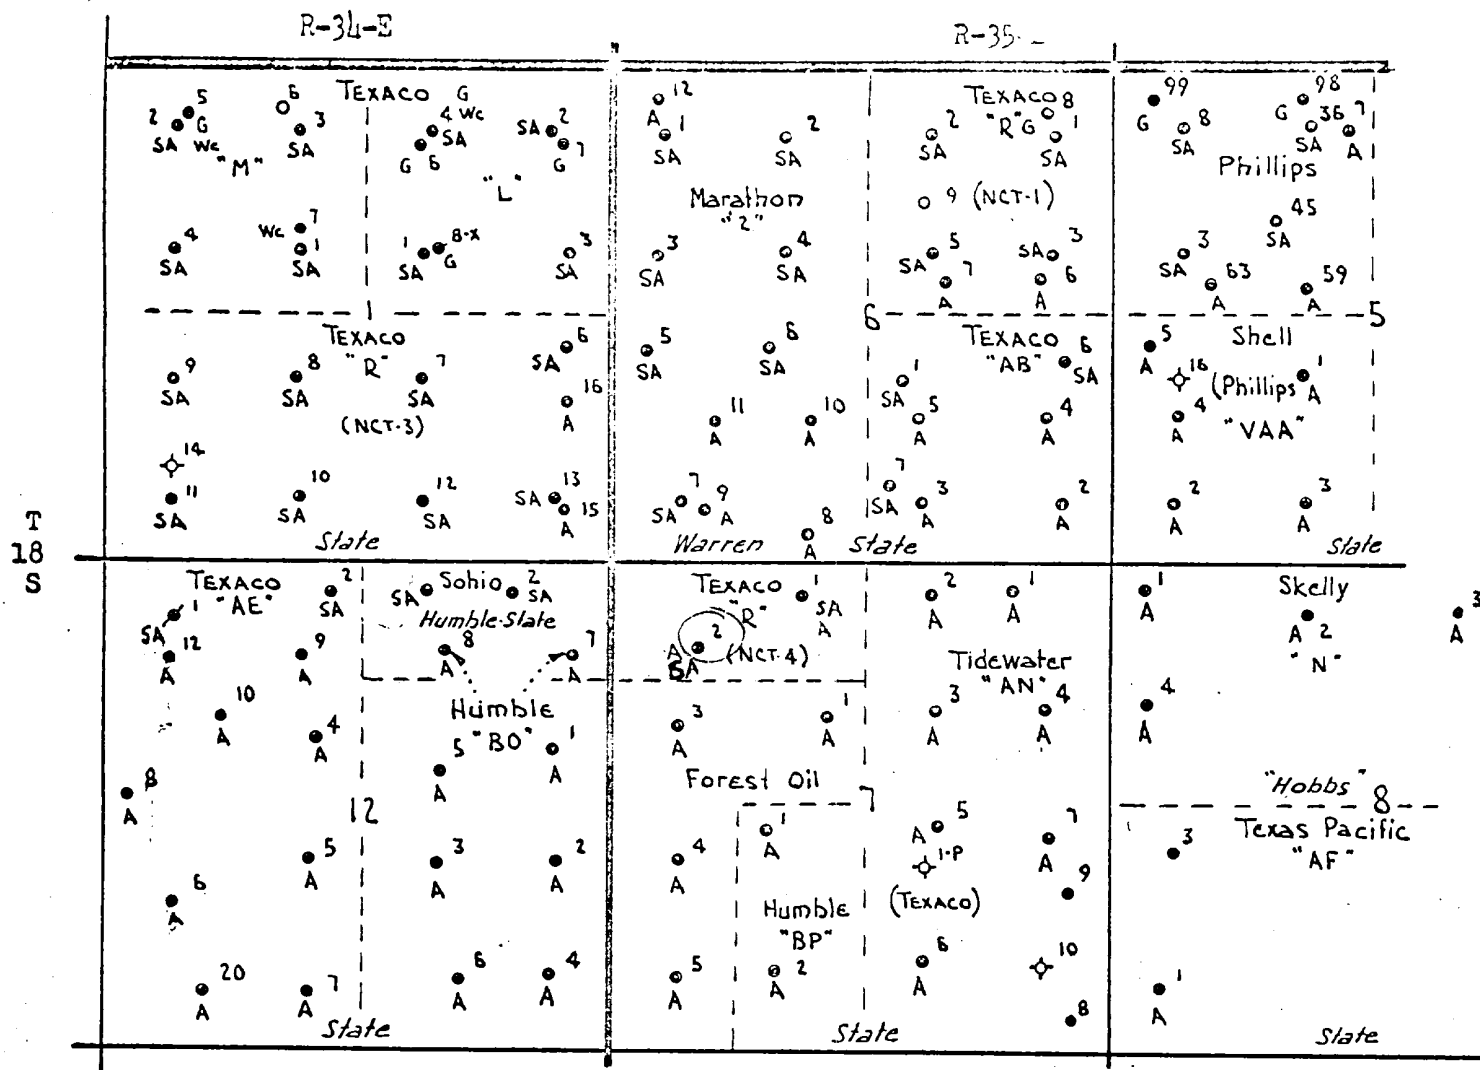 R-34-E
R-35-
T
18
S
TEXACO G
5
2
G
SA Wc
"M"
6
3
SA
4 Wc
SA
G 6
"L"
SA 2
7
G
4
SA
Wc 7
1
SA
1
SA
8-X
G
3
SA
12
A
1
SA
2
SA
Marathon
"2"
3
SA
4
SA
TEXACO 8
"R" G
2
SA
1
SA
9 (NCT-1)
5
SA
7
A
3
SA
6
A
99
G
8
SA
98
G
36
SA
7
A
Phillips
45
SA
3
SA
63
A
59
A
TEXACO
"R"
(NCT-3)
9
SA
8
SA
7
SA
6
SA
16
A
14
11
SA
10
SA
12
SA
13
SA
15
A
State
5
SA
6
SA
11
A
10
A
7
SA
9
A
8
A
Warren
State
6
TEXACO
"AB"
6
SA
1
SA
5
A
4
A
7
SA
3
A
2
A
5
Shell
(Phillips
"VAA"
5
A
16
1
A
4
A
2
A
3
A
State
TEXACO
"AE"
1
SA
2
SA
12
A
9
A
10
A
4
A
8
A
5
A
6
A
20
A
7
A
12
Sohio
SA
2
SA
Humble-State
8
A
7
A
Humble
"BO"
5
A
1
A
3
A
2
A
6
A
4
A
State
TEXACO
"R"
(NCT-4)
1
SA
A
2
A
SA
3
A
1
A
Forest Oil
7
4
A
5
A
1
A
Humble
"BP"
2
A
State
2
A
1
A
Tidewater
"AN"
3
A
4
A
5
A
1-P
(TEXACO)
7
A
9
6
A
10
8
1
A
Skelly
"N"
2
A
3
A
4
A
"Hobbs"
8
Texas Pacific
"AF"
3
1
A
State